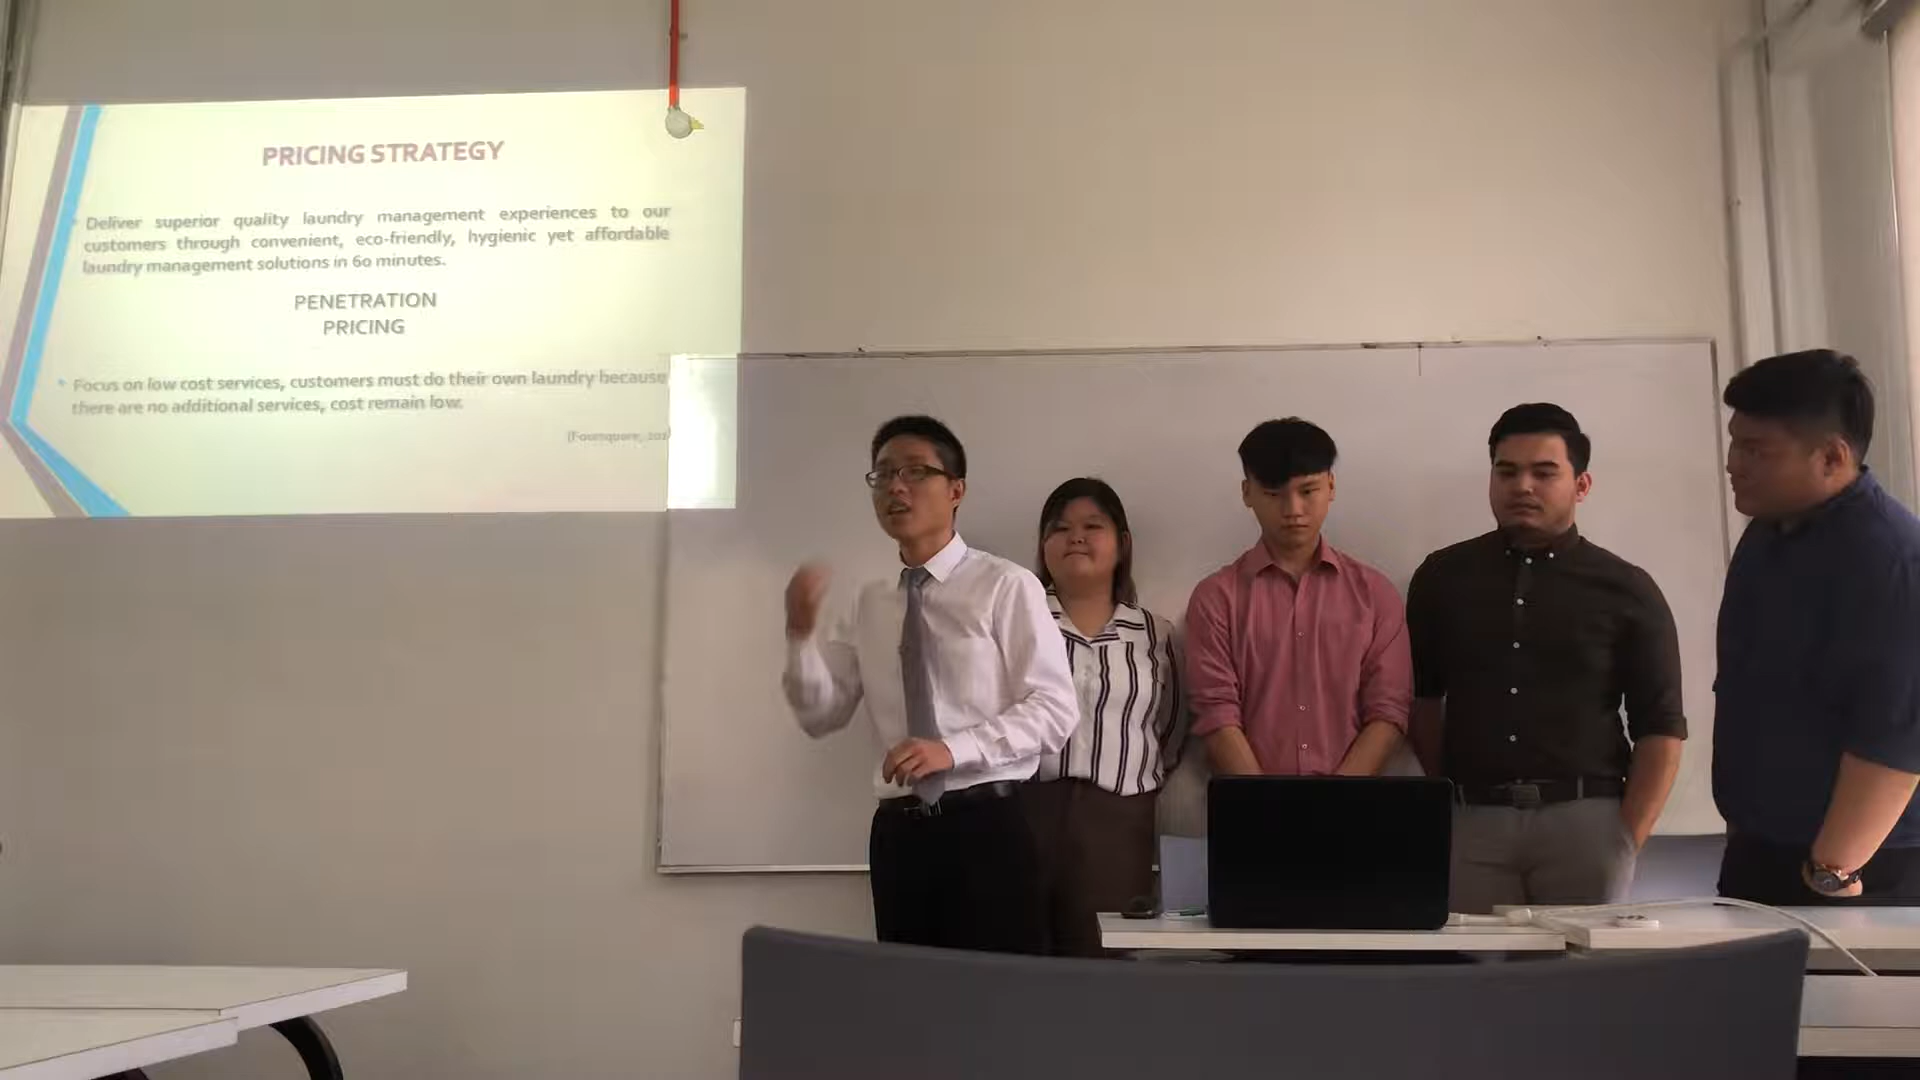 PRICING STRATEGY
Deliver superior quality laundry management experiences to our
customers through convenient, eco-friendly, hygienic yet affordable
laundry management solutions in 60 minutes.
PENETRATION
PRICING
Focus on low cost services, customers must do their own laundry because
there are no additional services, cost remain low.
(Foursquare,